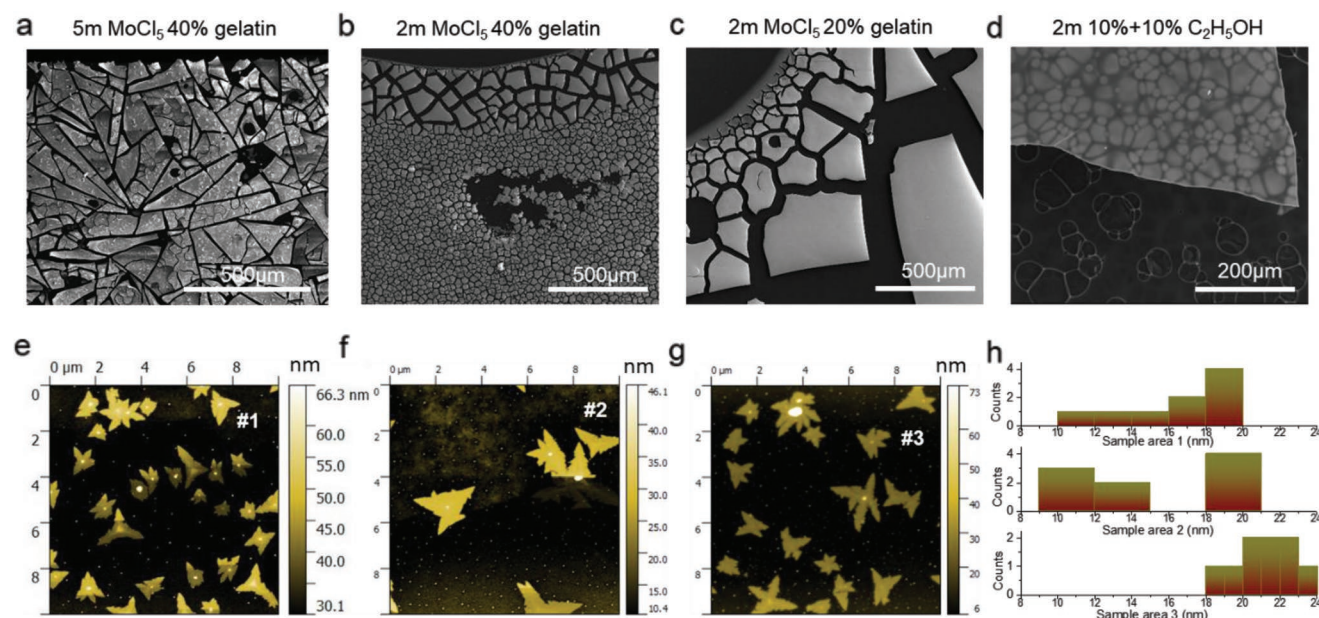 a
5m MoCl5 40% gelatin
500μm
b
2m MoCl5 40% gelatin
500μm
c
2m MoCl5 20% gelatin
500μm
d
2m 10%+10% C2H5OH
200μm
e
0 μm 2 4 6 8
nm
0
2
4
6
8
#1
66.3 nm
60.0
55.0
50.0
45.0
40.0
35.0
30.1
f
0 μm 2 4 6 8
nm
0
2
4
6
8
#2
46.1
40.0
35.0
30.0
25.0
20.0
15.0
10.4
g
0 μm 2 4 6 8
nm
0
2
4
6
8
#3
73
60
50
40
30
20
6
h
Counts
4
2
0
8 10 12 14 16 18 20 22 24
Sample area 1 (nm)
Counts
4
2
0
8 10 12 14 16 18 20 22 24
Sample area 2 (nm)
Counts
2
1
0
8 10 12 14 16 18 20 22 24
Sample area 3 (nm)